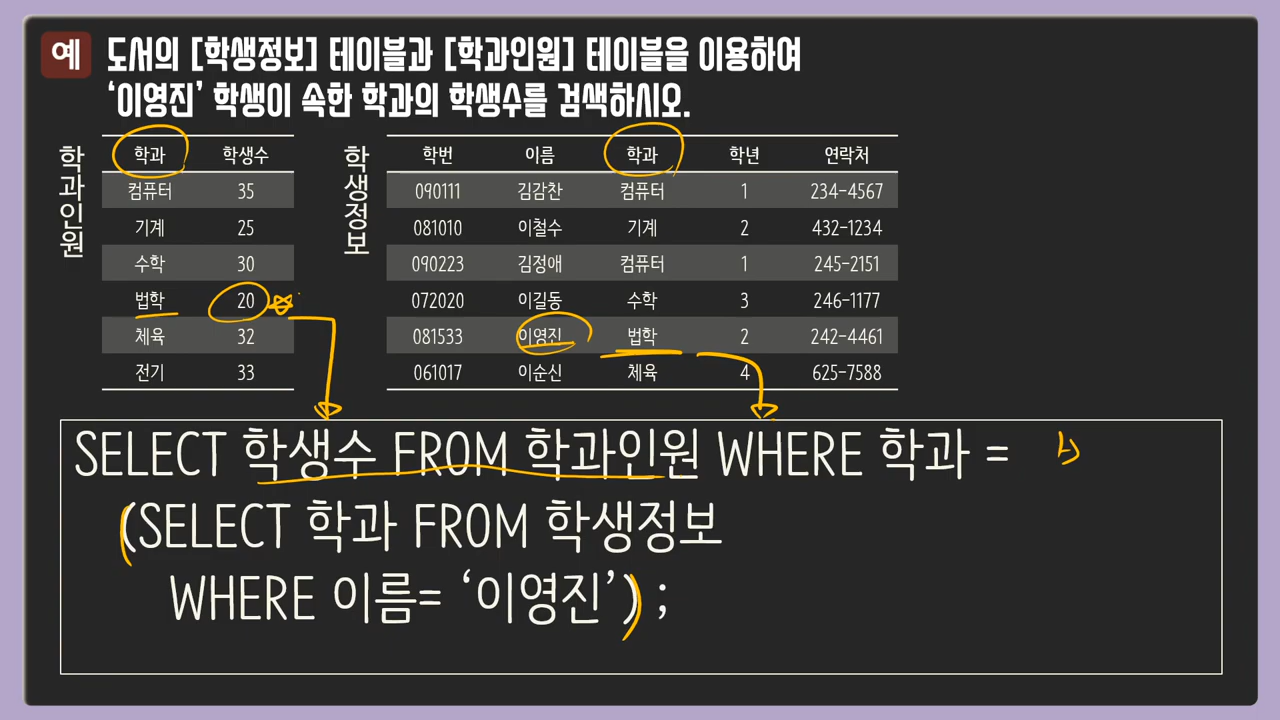 예 도서의 [학생정보] 테이블과 [학과인원] 테이블을 이용하여
‘이영진’ 학생이 속한 학과의 학생수를 검색하시오.
학과인원
학과 학생수
컴퓨터 35
기계 25
수학 30
법학 20
체육 32
전기 33
학생정보
학번 이름 학과 학년 연락처
090111 김감찬 컴퓨터 1 234-4567
081010 이철수 기계 2 432-1234
090223 김정애 컴퓨터 1 245-2151
072020 이길동 수학 3 246-1177
081533 이영진 법학 2 242-4461
061017 이순신 체육 4 625-7588
SELECT 학생수 FROM 학과인원 WHERE 학과 =
(SELECT 학과 FROM 학생정보
WHERE 이름= ‘이영진’) ;